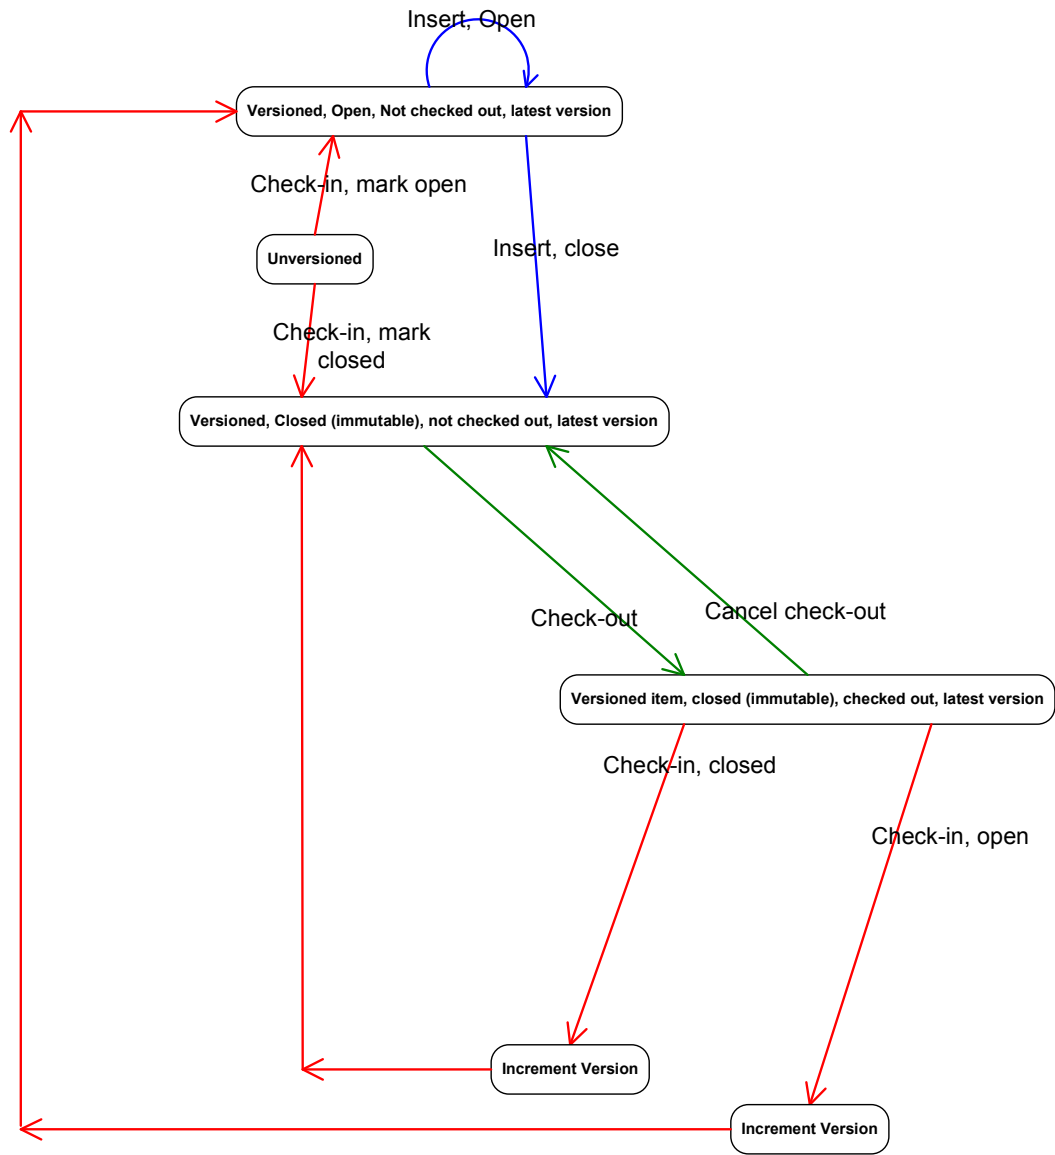 Insert, Open
Versioned, Open, Not checked out, latest version
Check-in, mark open
Insert, close
Unversioned
Check-in, mark
closed
Versioned, Closed (immutable), not checked out, latest version
Check-out
Cancel check-out
Versioned item, closed (immutable), checked out, latest version
Check-in, closed
Check-in, open
Increment Version
Increment Version